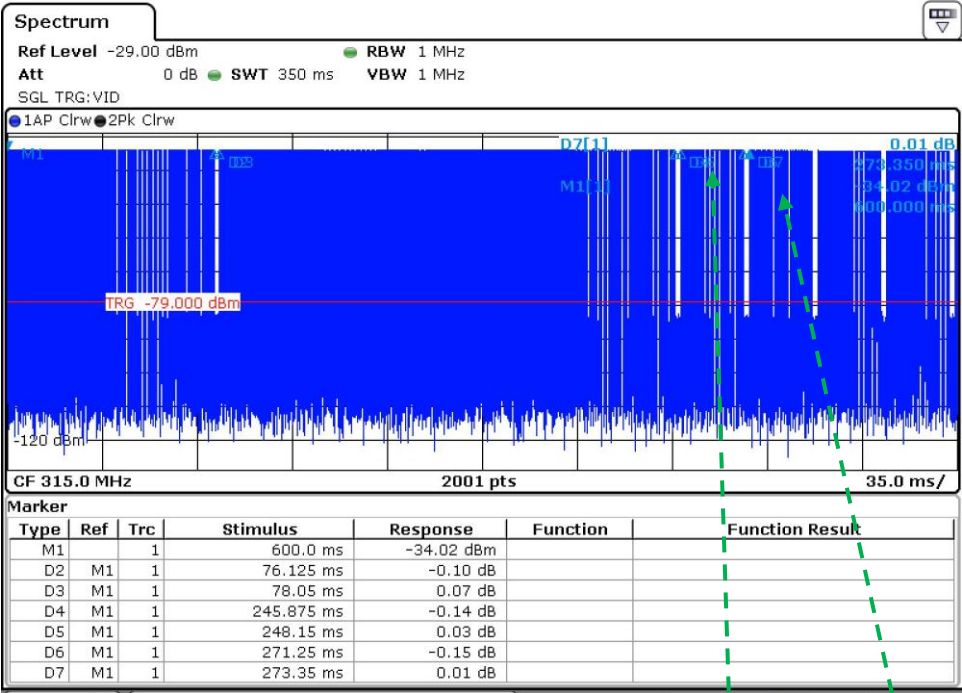 Spectrum
Ref Level -29.00 dBm RBW 1 MHz
Att 0 dB SWT 350 ms VBW 1 MHz
SGL TRG:VID
1AP Clrw 2Pk Clrw
D7[1] 0.01 dB
M1 273.350 ms
M1[1] -34.02 dBm
600.000 ms
TRG -79.000 dBm
-120 dBm
CF 315.0 MHz 2001 pts 35.0 ms/
Marker
Type Ref Trc Stimulus Response Function Function Result
M1 1 600.0 ms -34.02 dBm
D2 M1 1 76.125 ms -0.10 dB
D3 M1 1 78.05 ms 0.07 dB
D4 M1 1 245.875 ms -0.14 dB
D5 M1 1 248.15 ms 0.03 dB
D6 M1 1 271.25 ms -0.15 dB
D7 M1 1 273.35 ms 0.01 dB